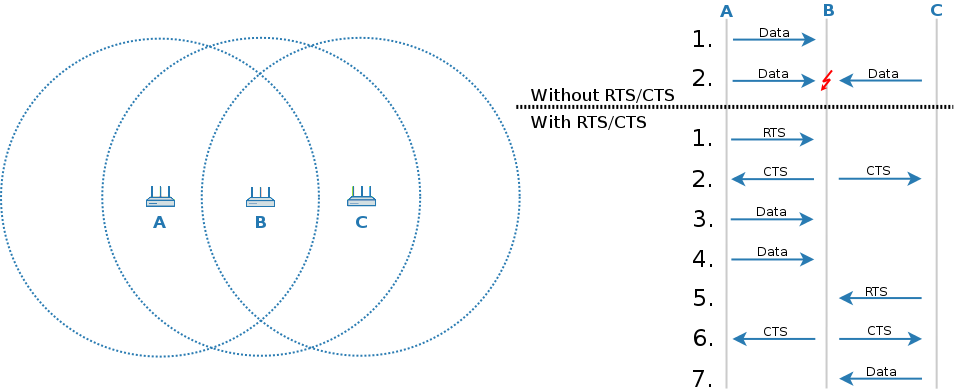 A B C
A B C
1. Data
2. Data Data
Without RTS/CTS
With RTS/CTS
1. RTS
2. CTS CTS
3. Data
4. Data
5. RTS
6. CTS CTS
7. Data